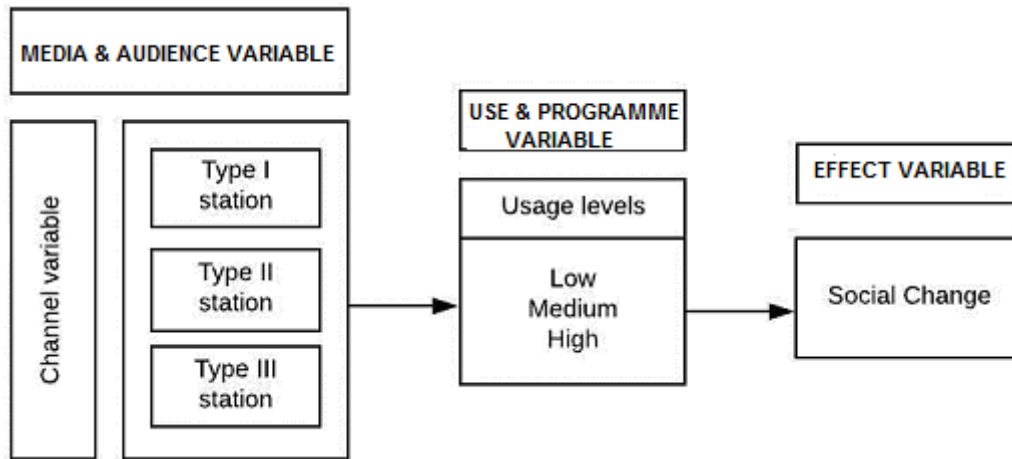 MEDIA & AUDIENCE VARIABLE
Channel variable
Type I
station
Type II
station
Type III
station
USE & PROGRAMME
VARIABLE
Usage levels
Low
Medium
High
EFFECT VARIABLE
Social Change